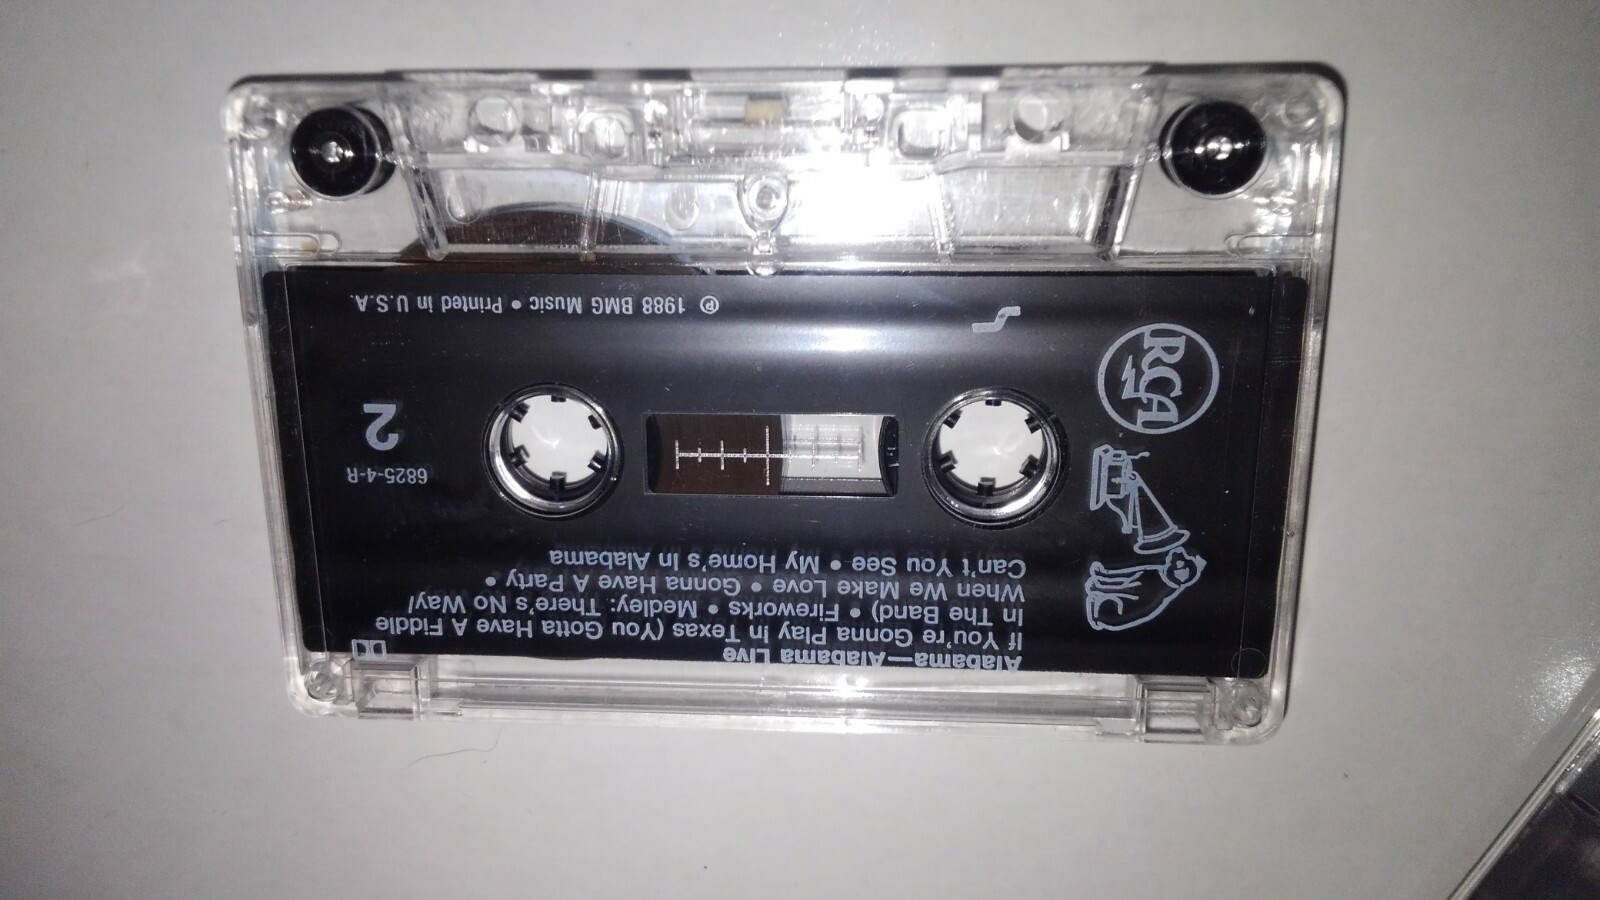 Alabama—Alabama Live
If You're Gonna Play In Texas (You Gotta Have A Fiddle
In The Band) • Fireworks • Medley: There's No Way/
When We Make Love • Gonna Have A Party •
Can't You See • My Home's In Alabama
6825-4-R
2
RCA
℗ 1988 BMG Music • Printed in U.S.A.